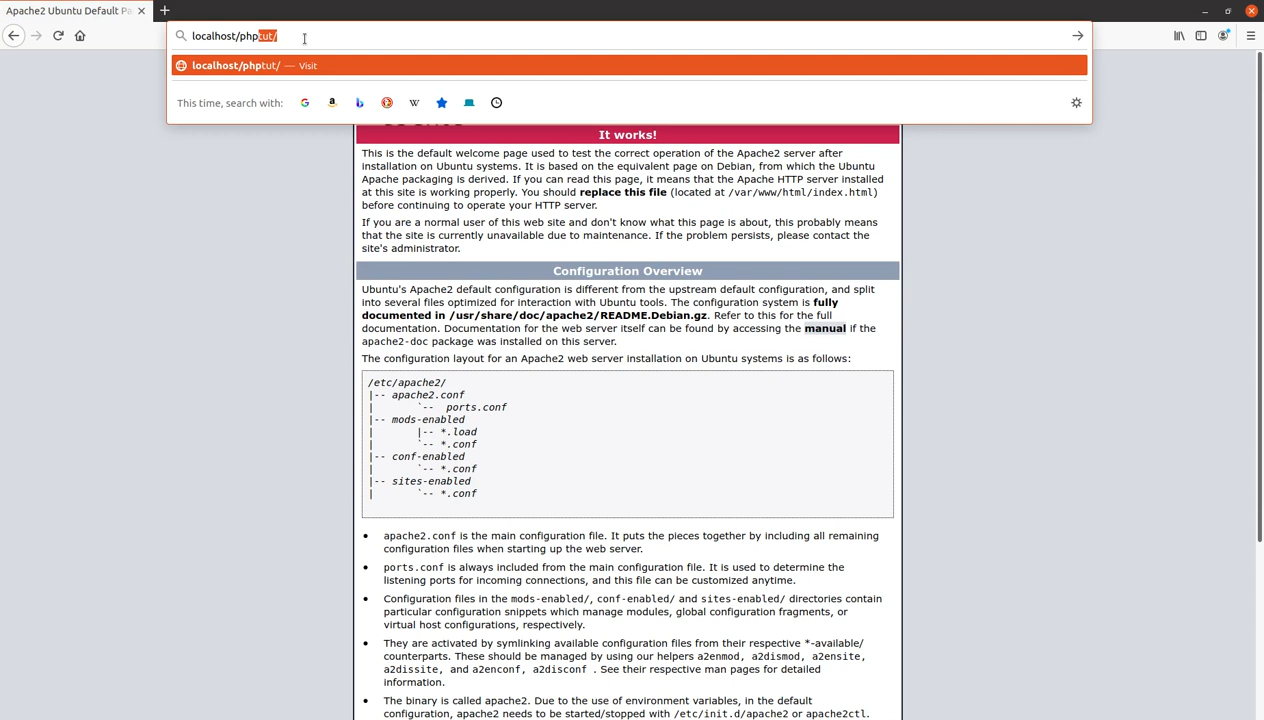 Apache2 Ubuntu Default Pa
localhost/phptut/
localhost/phptut/ — Visit
This time, search with:
It works!
This is the default welcome page used to test the correct operation of the Apache2 server after
installation on Ubuntu systems. It is based on the equivalent page on Debian, from which the Ubuntu
Apache packaging is derived. If you can read this page, it means that the Apache HTTP server installed
at this site is working properly. You should replace this file (located at /var/www/html/index.html)
before continuing to operate your HTTP server.
If you are a normal user of this web site and don't know what this page is about, this probably means
that the site is currently unavailable due to maintenance. If the problem persists, please contact the
site's administrator.
Configuration Overview
Ubuntu's Apache2 default configuration is different from the upstream default configuration, and split
into several files optimized for interaction with Ubuntu tools. The configuration system is fully
documented in /usr/share/doc/apache2/README.Debian.gz. Refer to this for the full
documentation. Documentation for the web server itself can be found by accessing the manual if the
apache2-doc package was installed on this server.
The configuration layout for an Apache2 web server installation on Ubuntu systems is as follows:
/etc/apache2/
|-- apache2.conf
|       `--  ports.conf
|-- mods-enabled
|       |-- *.load
|       `-- *.conf
|-- conf-enabled
|       `-- *.conf
|-- sites-enabled
|       `-- *.conf
• apache2.conf is the main configuration file. It puts the pieces together by including all remaining
configuration files when starting up the web server.
• ports.conf is always included from the main configuration file. It is used to determine the
listening ports for incoming connections, and this file can be customized anytime.
• Configuration files in the mods-enabled/, conf-enabled/ and sites-enabled/ directories contain
particular configuration snippets which manage modules, global configuration fragments, or
virtual host configurations, respectively.
• They are activated by symlinking available configuration files from their respective *-available/
counterparts. These should be managed by using our helpers a2enmod, a2dismod, a2ensite,
a2dissite, and a2enconf, a2disconf . See their respective man pages for detailed
information.
• The binary is called apache2. Due to the use of environment variables, in the default
configuration, apache2 needs to be started/stopped with /etc/init.d/apache2 or apache2ctl.